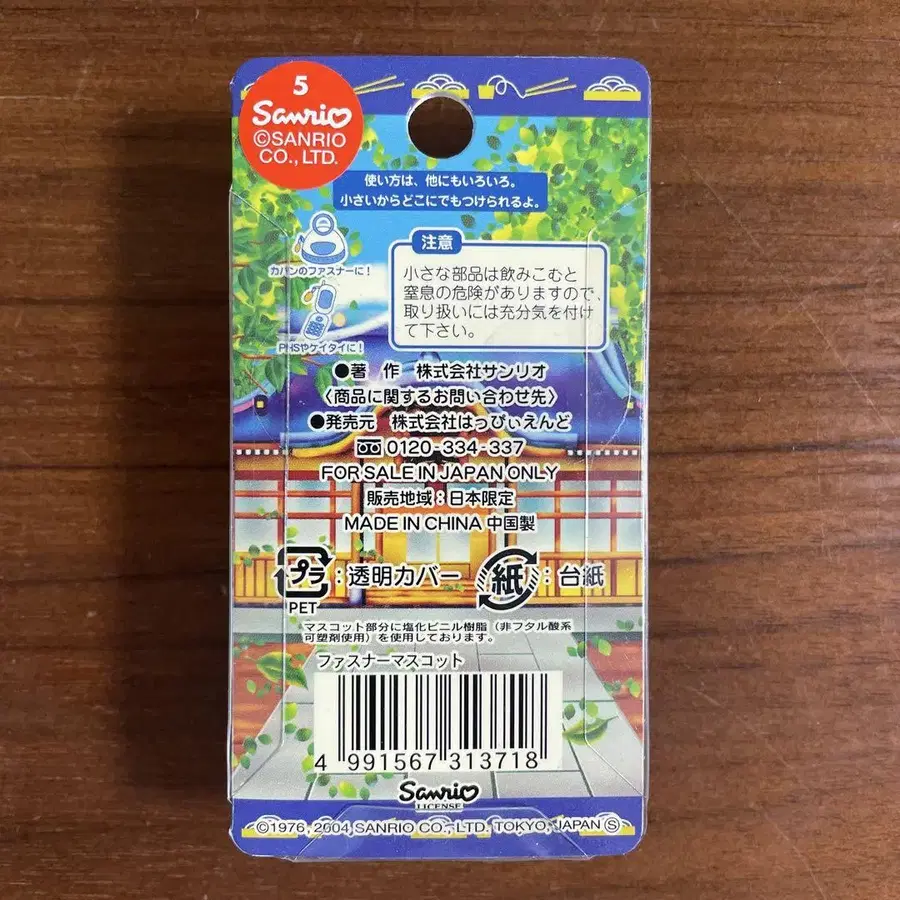 5
Sanrio
©SANRIO
CO., LTD.
使い方は、他にもいろいろ。
小さいからどこにでもつけられるよ。
カバンのファスナーに!
PHSやケイタイに!
注意
小さな部品は飲みこむと
窒息の危険がありますので、
取り扱いには充分気を付け
て下さい。
●著 作 株式会社サンリオ
〈商品に関するお問い合わせ先〉
●発売元 株式会社はっぴぃえんど
0120-334-337
FOR SALE IN JAPAN ONLY
販売地域:日本限定
MADE IN CHINA 中国製
プラ:透明カバー 紙:台紙
PET
マスコット部分に塩化ビニル樹脂(非フタル酸系
可塑剤使用)を使用しております。
ファスナーマスコット
4 991567 313718
Sanrio
LICENSE
©1976, 2004 SANRIO CO., LTD. TOKYO, JAPAN Ⓢ